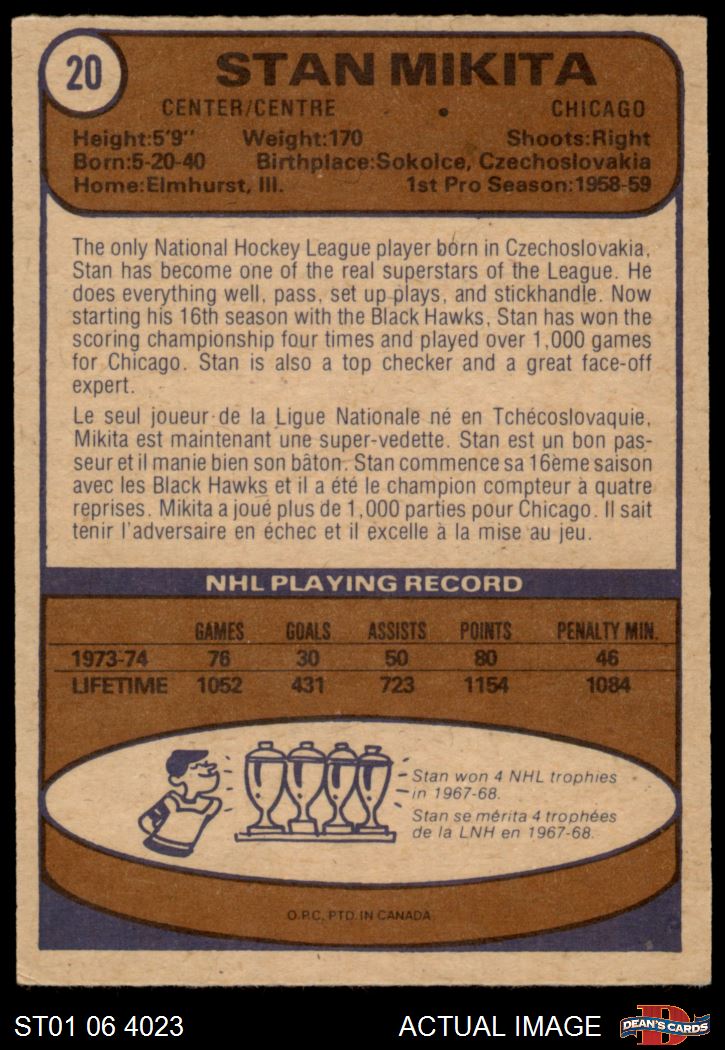 20
STAN MIKITA
CENTER/CENTRE • CHICAGO
Height:5'9" Weight:170 Shoots:Right
Born:5-20-40 Birthplace:Sokolce, Czechoslovakia
Home:Elmhurst, Ill. 1st Pro Season:1958-59
The only National Hockey League player born in Czechoslovakia,
Stan has become one of the real superstars of the League. He
does everything well, pass, set up plays, and stickhandle. Now
starting his 16th season with the Black Hawks, Stan has won the
scoring championship four times and played over 1,000 games
for Chicago. Stan is also a top checker and a great face-off
expert.
Le seul joueur de la Ligue Nationale né en Tchécoslovaquie,
Mikita est maintenant une super-vedette. Stan est un bon pas-
seur et il manie bien son bâton. Stan commence sa 16ème saison
avec les Black Hawks et il a été le champion compteur à quatre
reprises. Mikita a joué plus de 1,000 parties pour Chicago. Il sait
tenir l'adversaire en échec et il excelle à la mise au jeu.
NHL PLAYING RECORD
GAMES GOALS ASSISTS POINTS PENALTY MIN.
1973-74 76 30 50 80 46
LIFETIME 1052 431 723 1154 1084
Stan won 4 NHL trophies
in 1967-68.
Stan se mérita 4 trophées
de la LNH en 1967-68.
O.P.C. PTD. IN CANADA
ST01 06 4023 ACTUAL IMAGE D DEAN'S CARDS